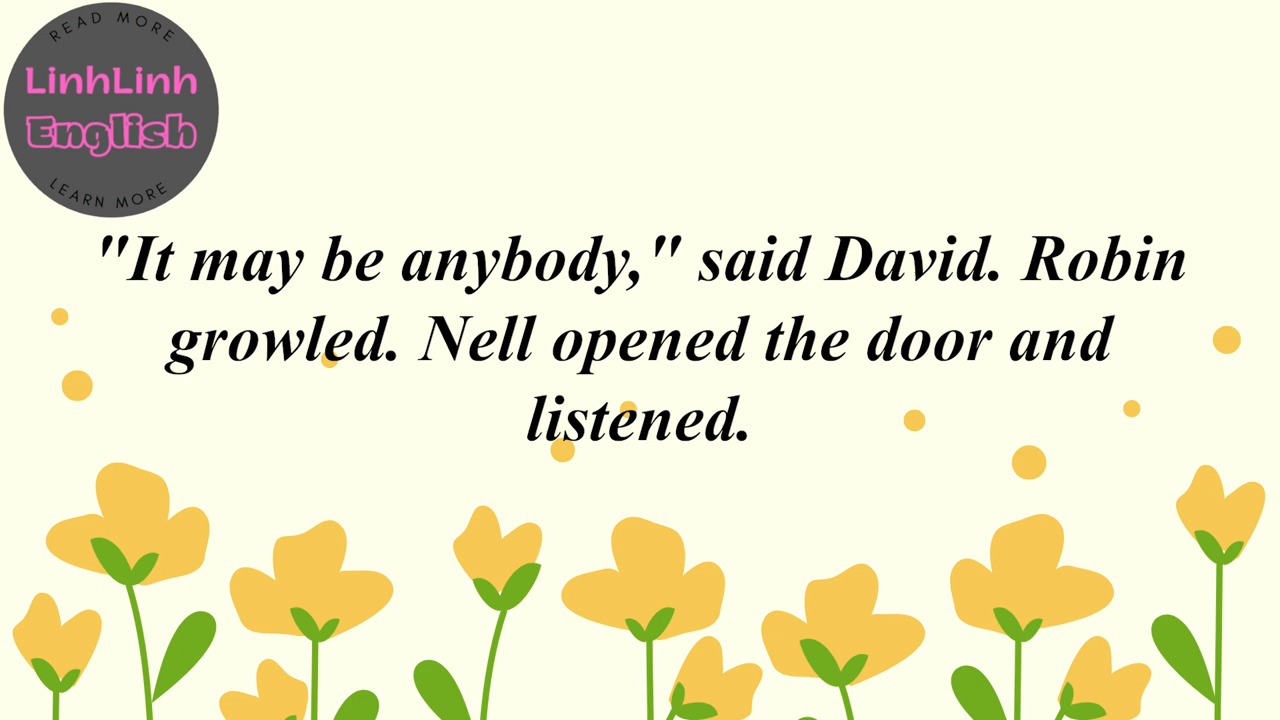 READ MORE
LinhLinh
English
LEARN MORE
"It may be anybody," said David. Robin
growled. Nell opened the door and
listened.